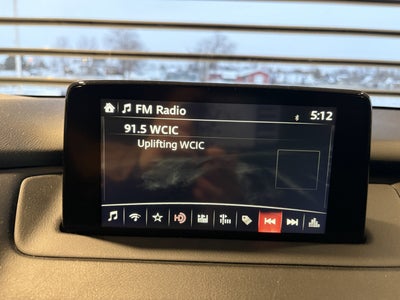 FM Radio 5:12
91.5 WCIC
Uplifting WCIC